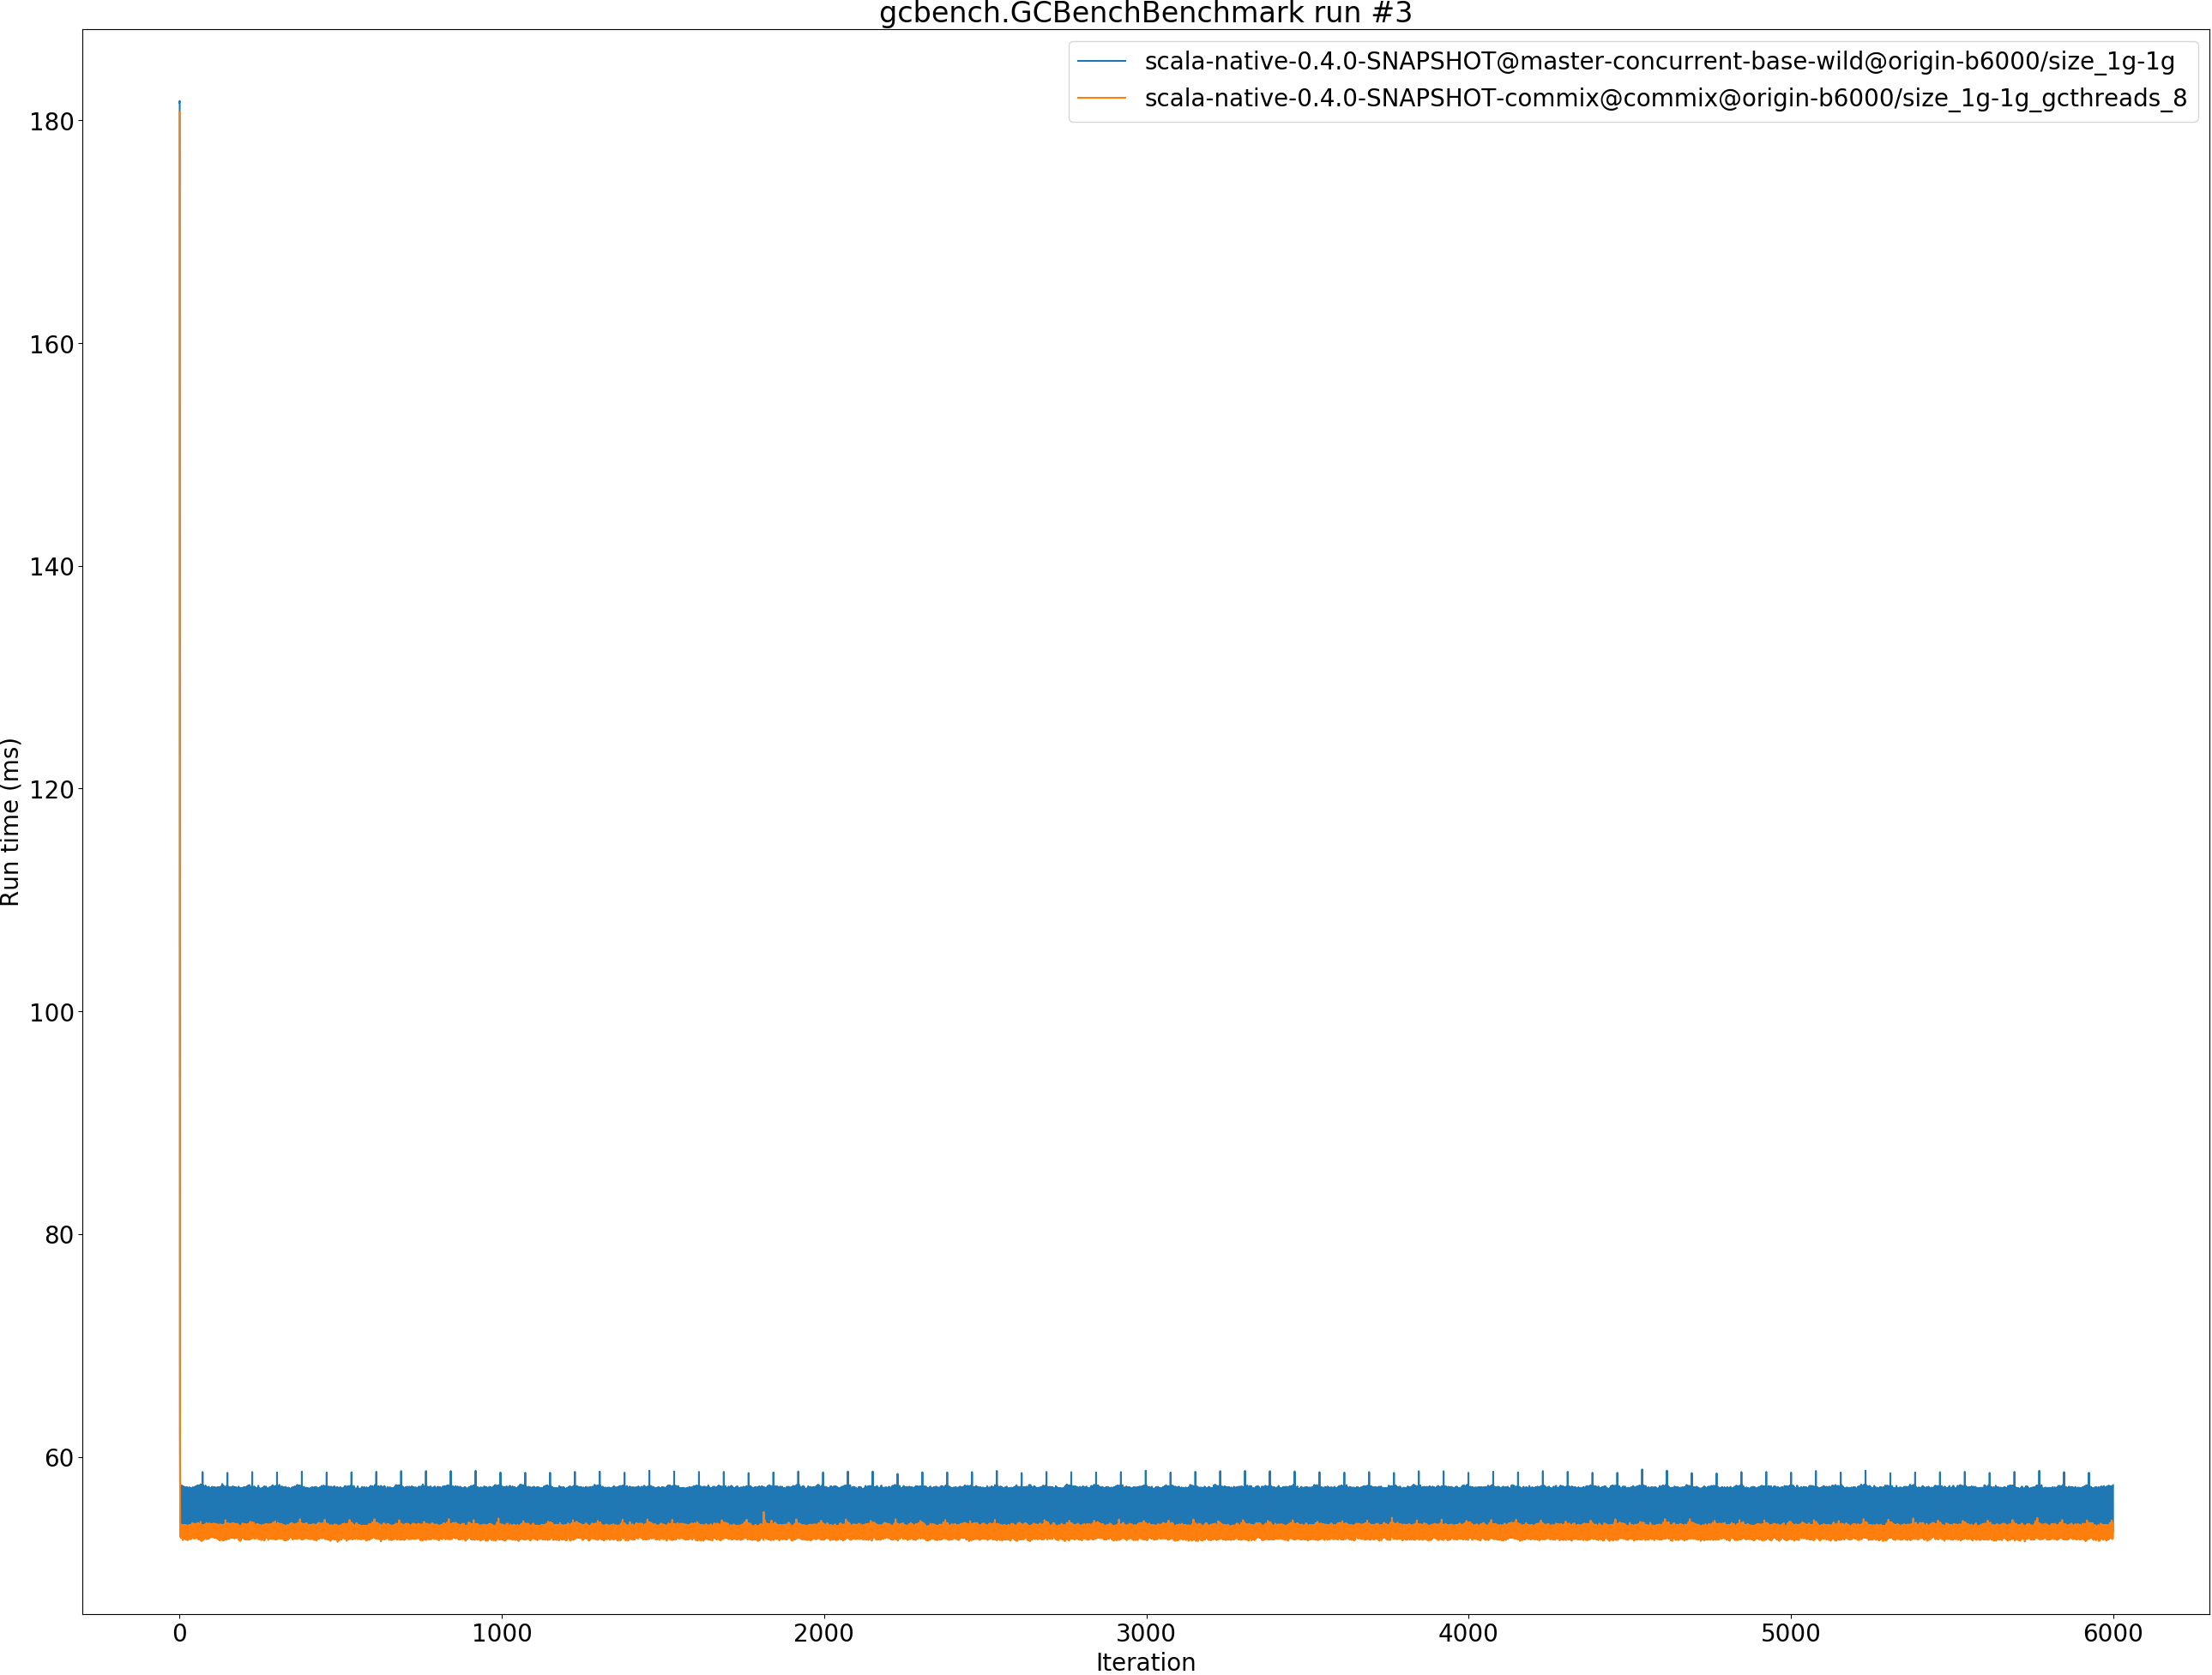 gcbench.GCBenchBenchmark run #3
scala-native-0.4.0-SNAPSHOT@master-concurrent-base-wild@origin-b6000/size_1g-1g
scala-native-0.4.0-SNAPSHOT-commix@commix@origin-b6000/size_1g-1g_gcthreads_8
180
160
140
120
100
80
60
Run time (ms)
0 1000 2000 3000 4000 5000 6000
Iteration